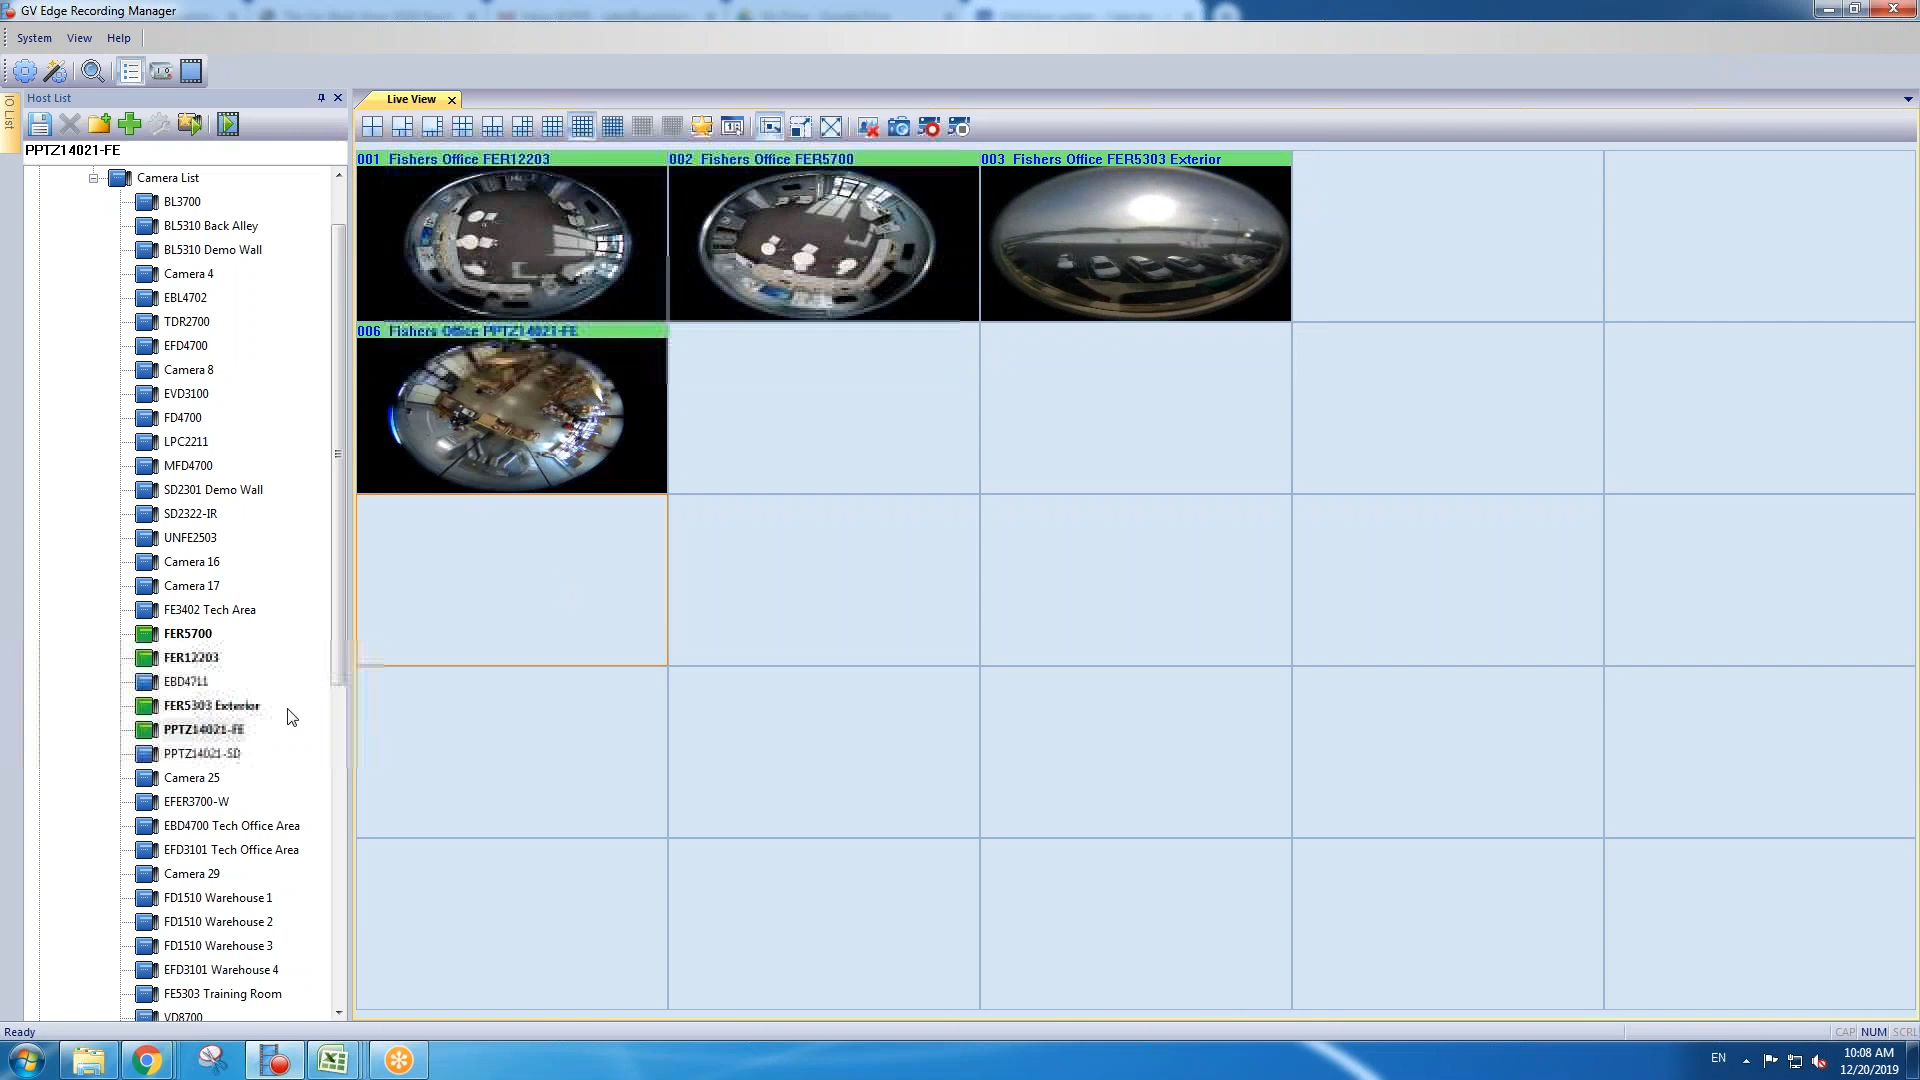 GV Edge Recording Manager
System View Help
IO List
Host List
Live View
PPTZ14021-FE
Camera List
BL3700
BL5310 Back Alley
BL5310 Demo Wall
Camera 4
EBL4702
TDR2700
EFD4700
Camera 8
EVD3100
FD4700
LPC2211
MFD4700
SD2301 Demo Wall
SD2322-IR
UNFE2503
Camera 16
Camera 17
FE3402 Tech Area
FER5700
FER12203
EBD4711
FER5303 Exterior
PPTZ14021-FE
PPTZ14021-SD
Camera 25
EFER3700-W
EBD4700 Tech Office Area
EFD3101 Tech Office Area
Camera 29
FD1510 Warehouse 1
FD1510 Warehouse 2
FD1510 Warehouse 3
EFD3101 Warehouse 4
FE5303 Training Room
VD8700
001 Fishers Office FER12203
002 Fishers Office FER5700
003 Fishers Office FER5303 Exterior
006 Fishers Office PPTZ14021-FE
Ready
CAP NUM SCRL
EN
10:08 AM
12/20/2019